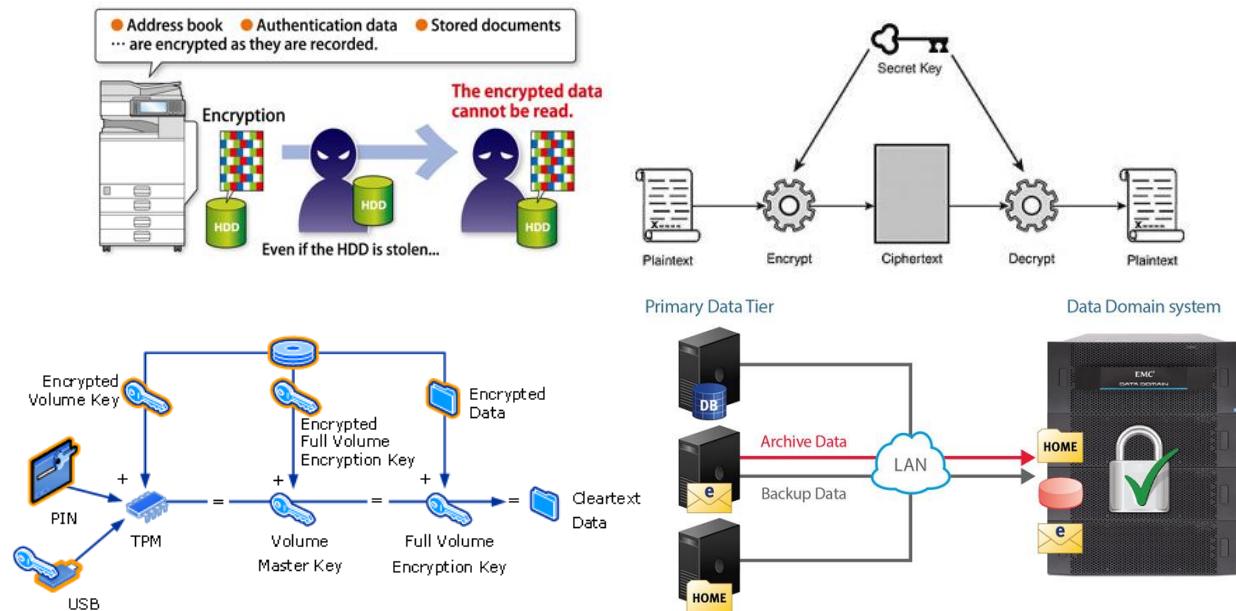 ● Address book ● Authentication data ● Stored documents
··· are encrypted as they are recorded.
The encrypted data
cannot be read.
Encryption
HDD
HDD
HDD
Even if the HDD is stolen...
Secret Key
Plaintext
Encrypt
Ciphertext
Decrypt
Plaintext
Encrypted
Volume Key
Encrypted
Full Volume
Encryption Key
Encrypted
Data
+
+
+
=
=
=
PIN
TPM
USB
Volume
Master Key
Full Volume
Encryption Key
Cleartext
Data
Primary Data Tier
Data Domain system
DB
Archive Data
LAN
Backup Data
e
HOME
EMC²
DATA DOMAIN
HOME
e